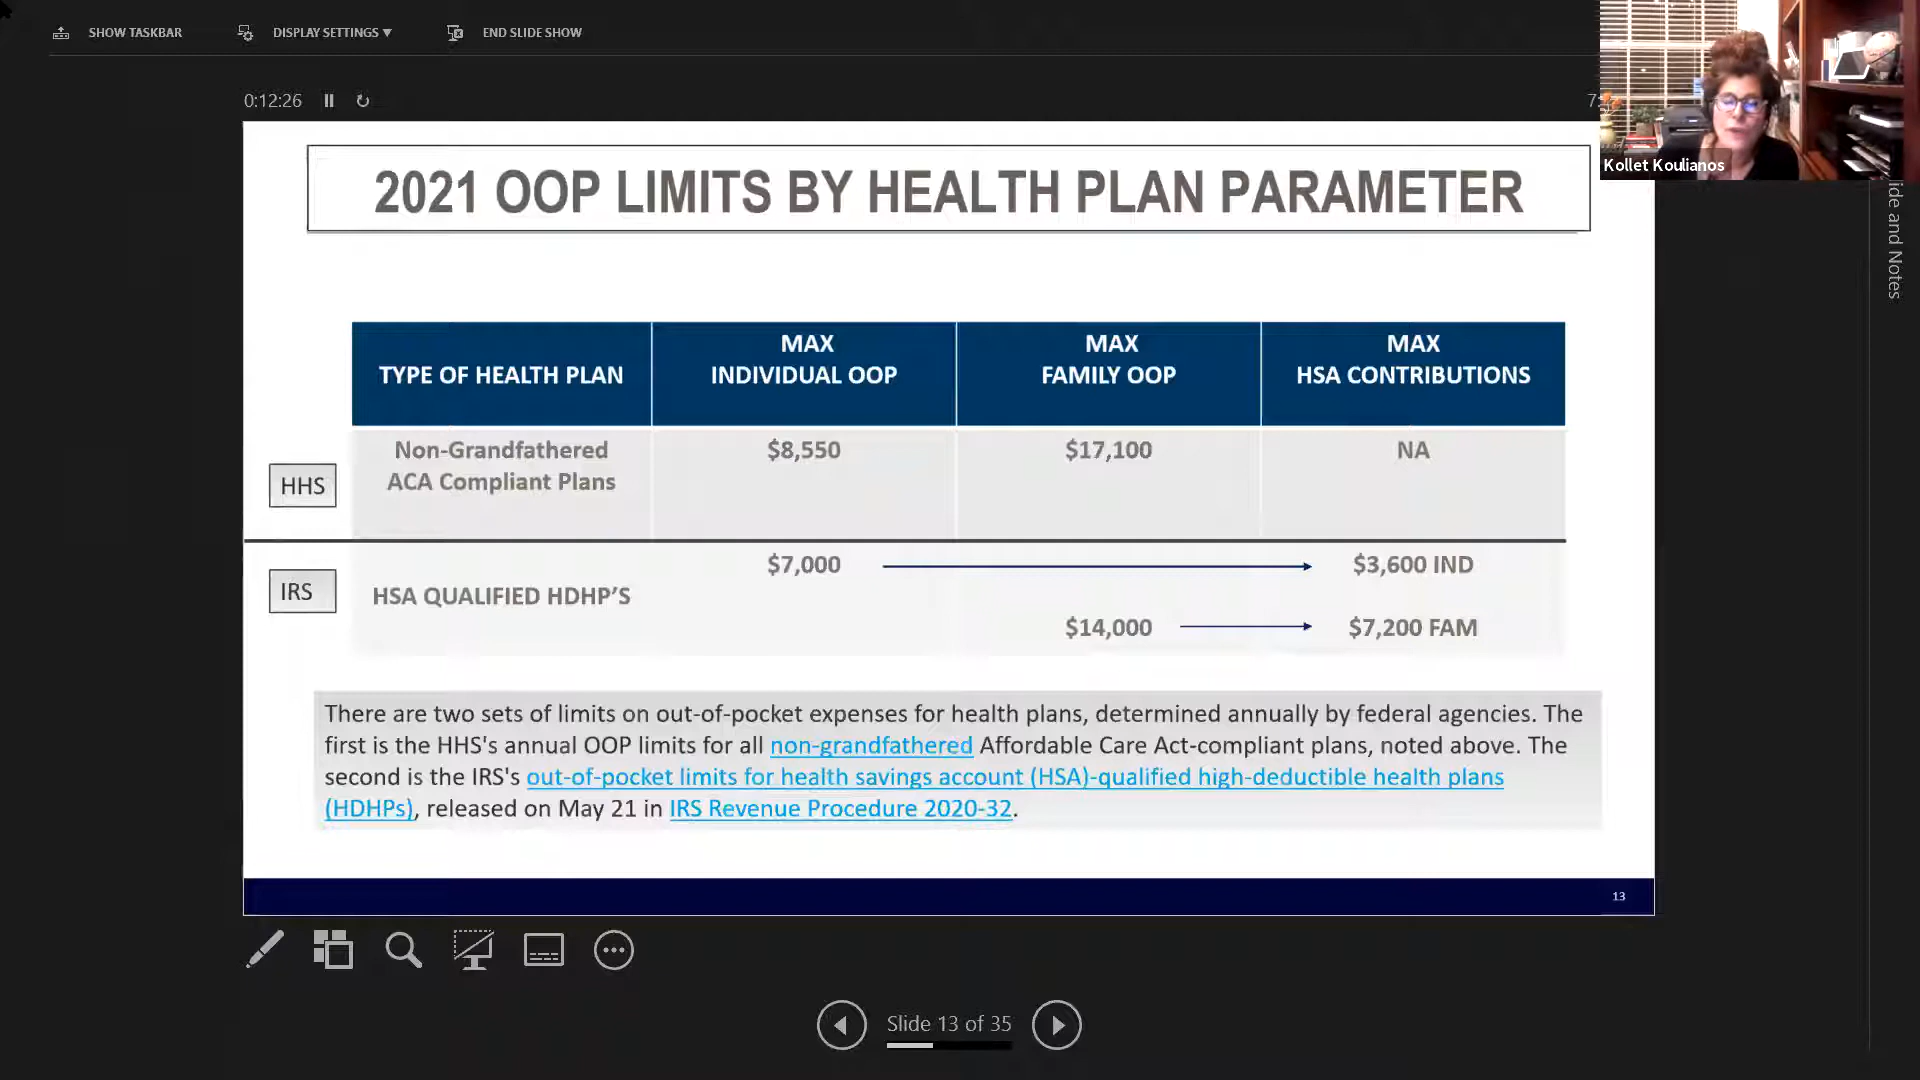 SHOW TASKBAR
DISPLAY SETTINGS ▼
END SLIDE SHOW
0:12:26
Kollet Koulianos
2021 OOP LIMITS BY HEALTH PLAN PARAMETER
TYPE OF HEALTH PLAN
MAX
INDIVIDUAL OOP
MAX
FAMILY OOP
MAX
HSA CONTRIBUTIONS
HHS
Non-Grandfathered
ACA Compliant Plans
$8,550
$17,100
NA
IRS
HSA QUALIFIED HDHP'S
$7,000
$3,600 IND
$14,000
$7,200 FAM
There are two sets of limits on out-of-pocket expenses for health plans, determined annually by federal agencies. The
first is the HHS's annual OOP limits for all non-grandfathered Affordable Care Act-compliant plans, noted above. The
second is the IRS's out-of-pocket limits for health savings account (HSA)-qualified high-deductible health plans
(HDHPs), released on May 21 in IRS Revenue Procedure 2020-32.
13
Slide 13 of 35
and Notes